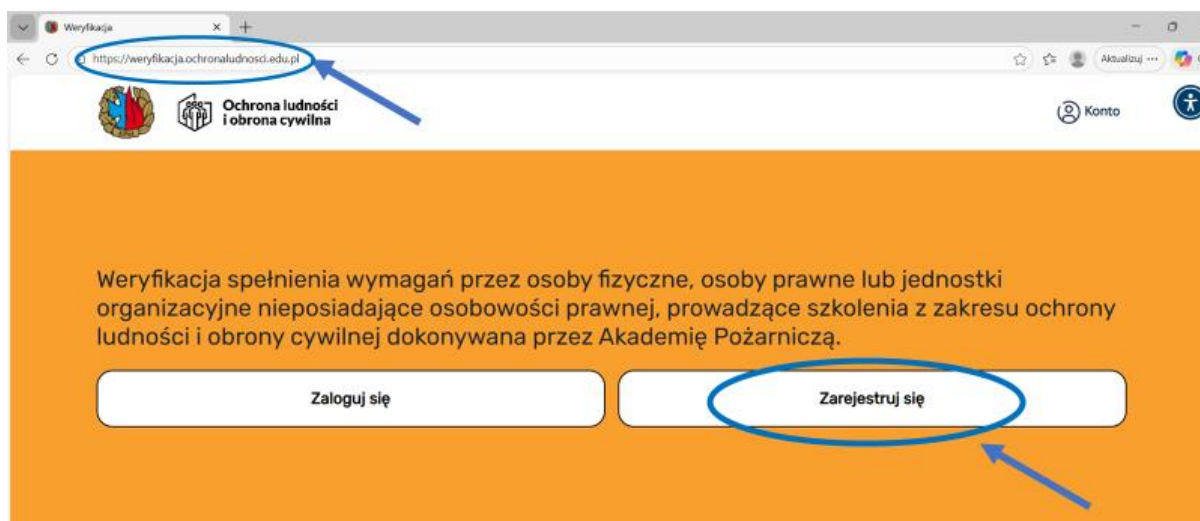 Weryfikacja
https://weryfikacja.ochronaludnosci.edu.pl
Aktualizuj
Ochrona ludności
i obrona cywilna
Konto
Weryfikacja spełnienia wymagań przez osoby fizyczne, osoby prawne lub jednostki
organizacyjne nieposiadające osobowości prawnej, prowadzące szkolenia z zakresu ochrony
ludności i obrony cywilnej dokonywana przez Akademię Pożarniczą.
Zaloguj się
Zarejestruj się